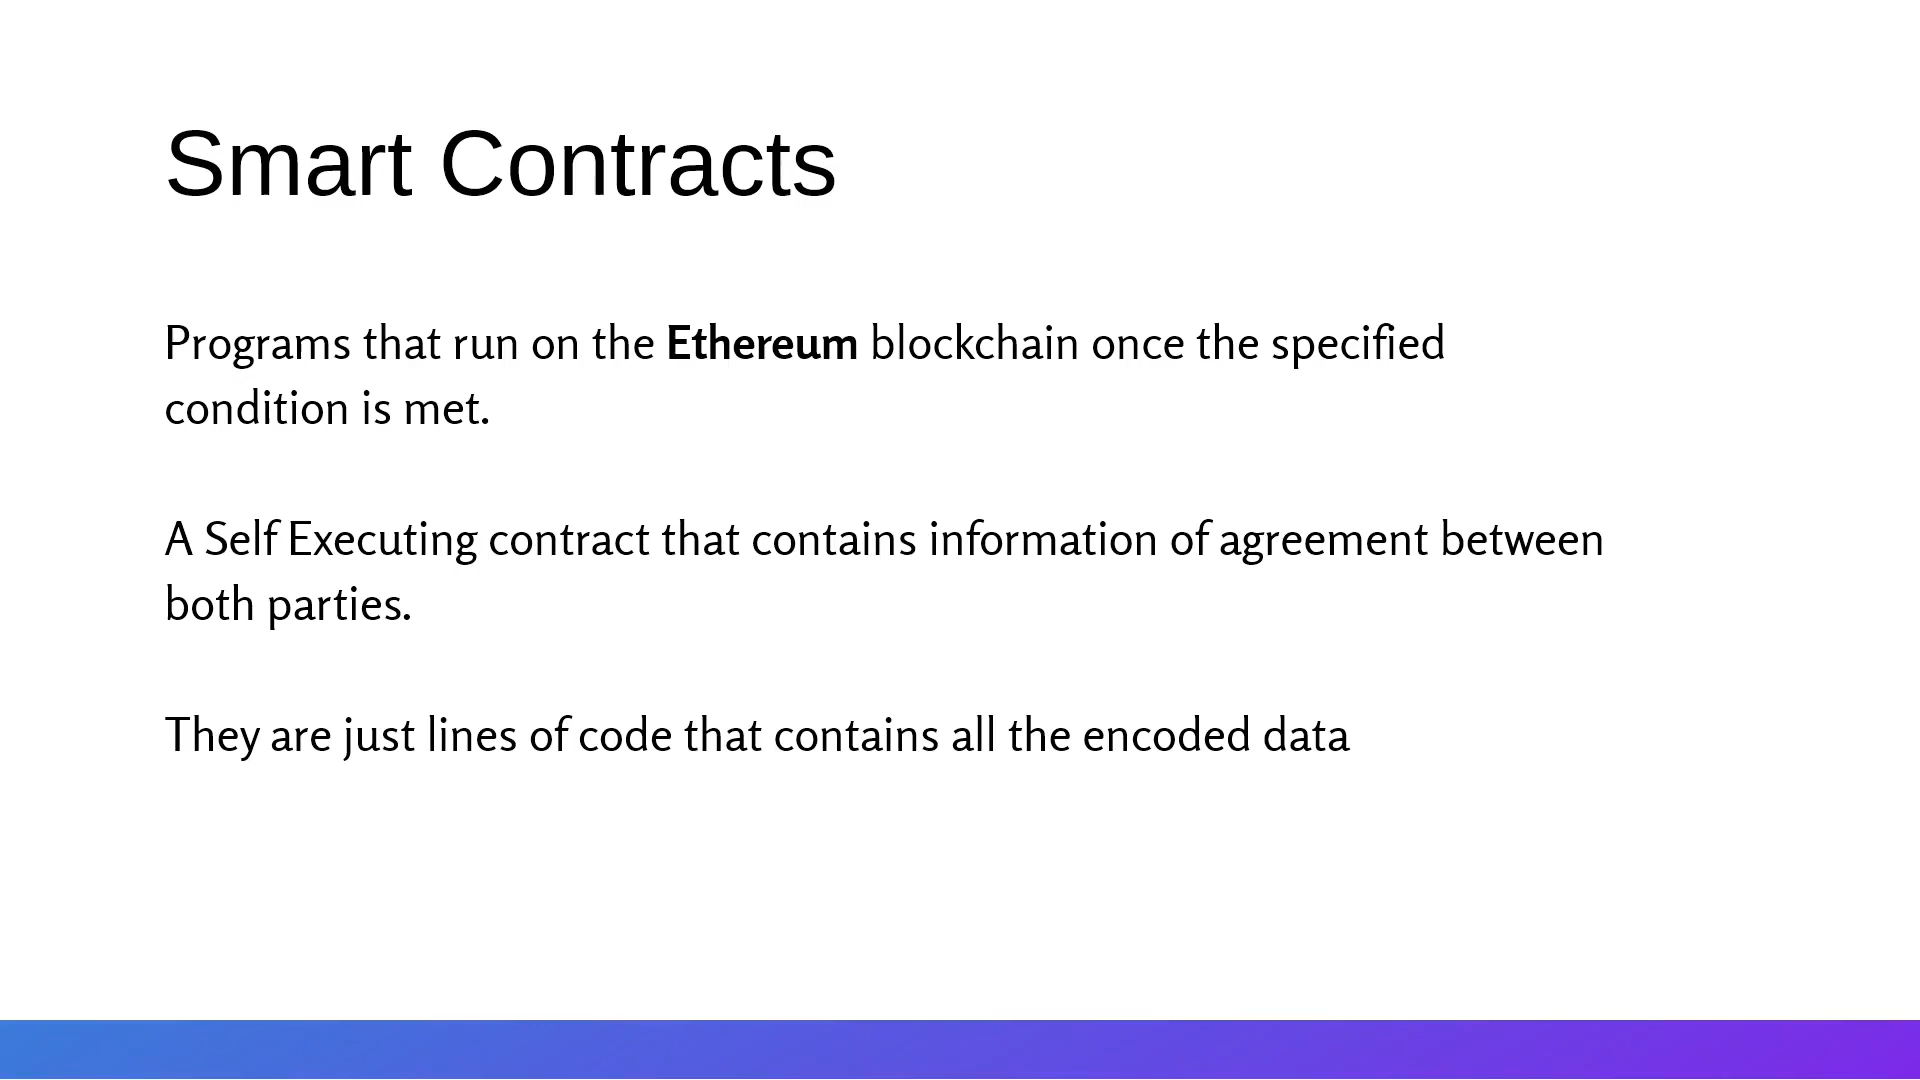 Smart Contracts
Programs that run on the Ethereum blockchain once the specified
condition is met.
A Self Executing contract that contains information of agreement between
both parties.
They are just lines of code that contains all the encoded data